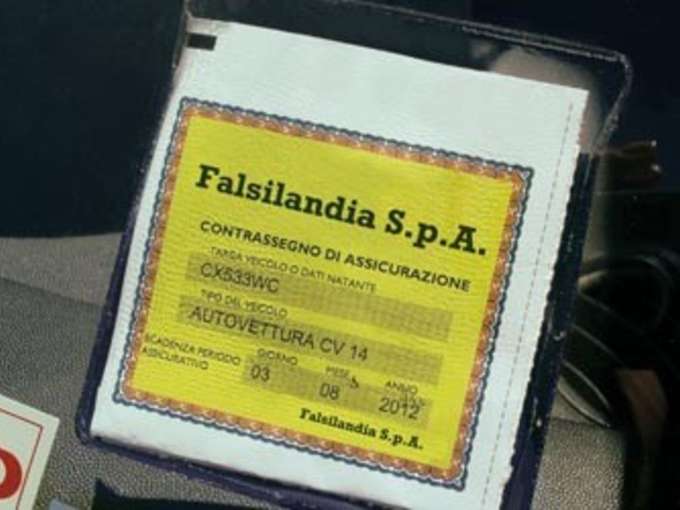 Falsilandia S.p.A.
CONTRASSEGNO DI ASSICURAZIONE
TARGA VEICOLO O DATI NATANTE
CX533WC
TIPO DEL VEICOLO
AUTOVETTURA CV 14
SCADENZA PERIODO ASSICURATIVO
GIORNO MESE ANNO
03 08 2012
Falsilandia S.p.A.